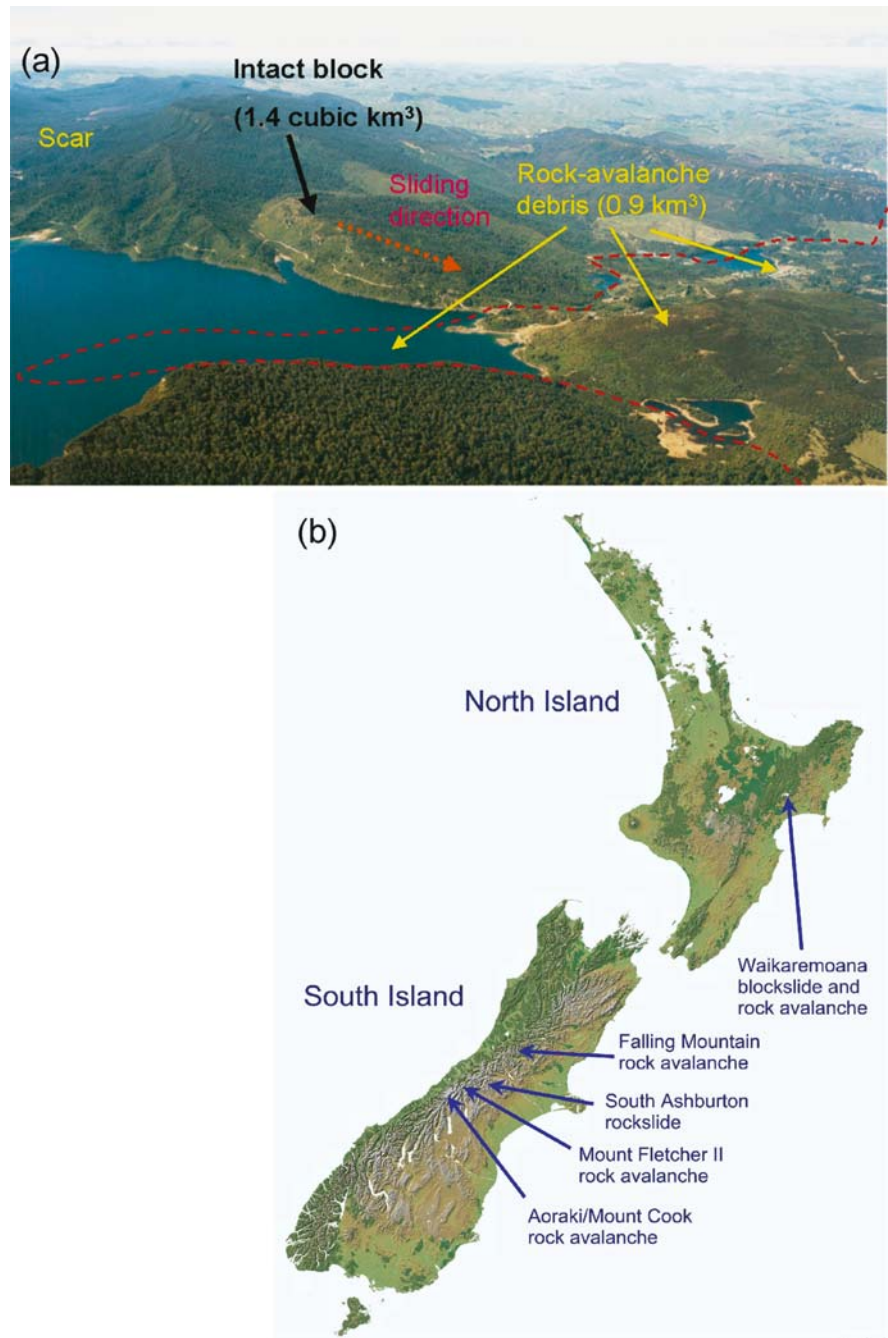 (a)
Intact block
(1.4 cubic km³)
Scar
Sliding
direction
Rock-avalanche
debris (0.9 km³)
(b)
North Island
Waikaremoana
blockslide and
rock avalanche
South Island
Falling Mountain
rock avalanche
South Ashburton
rockslide
Mount Fletcher II
rock avalanche
Aoraki/Mount Cook
rock avalanche